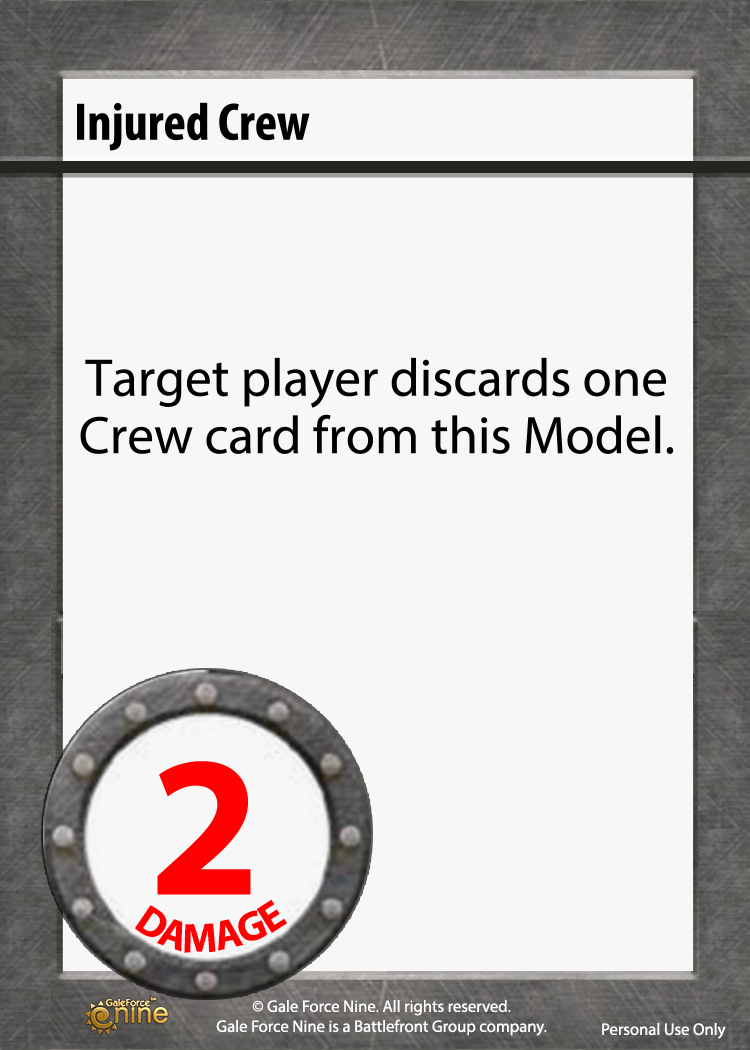 Injured Crew
Target player discards one
Crew card from this Model.
2
DAMAGE
GaleForce™
nine
© Gale Force Nine. All rights reserved.
Gale Force Nine is a Battlefront Group company.
Personal Use Only